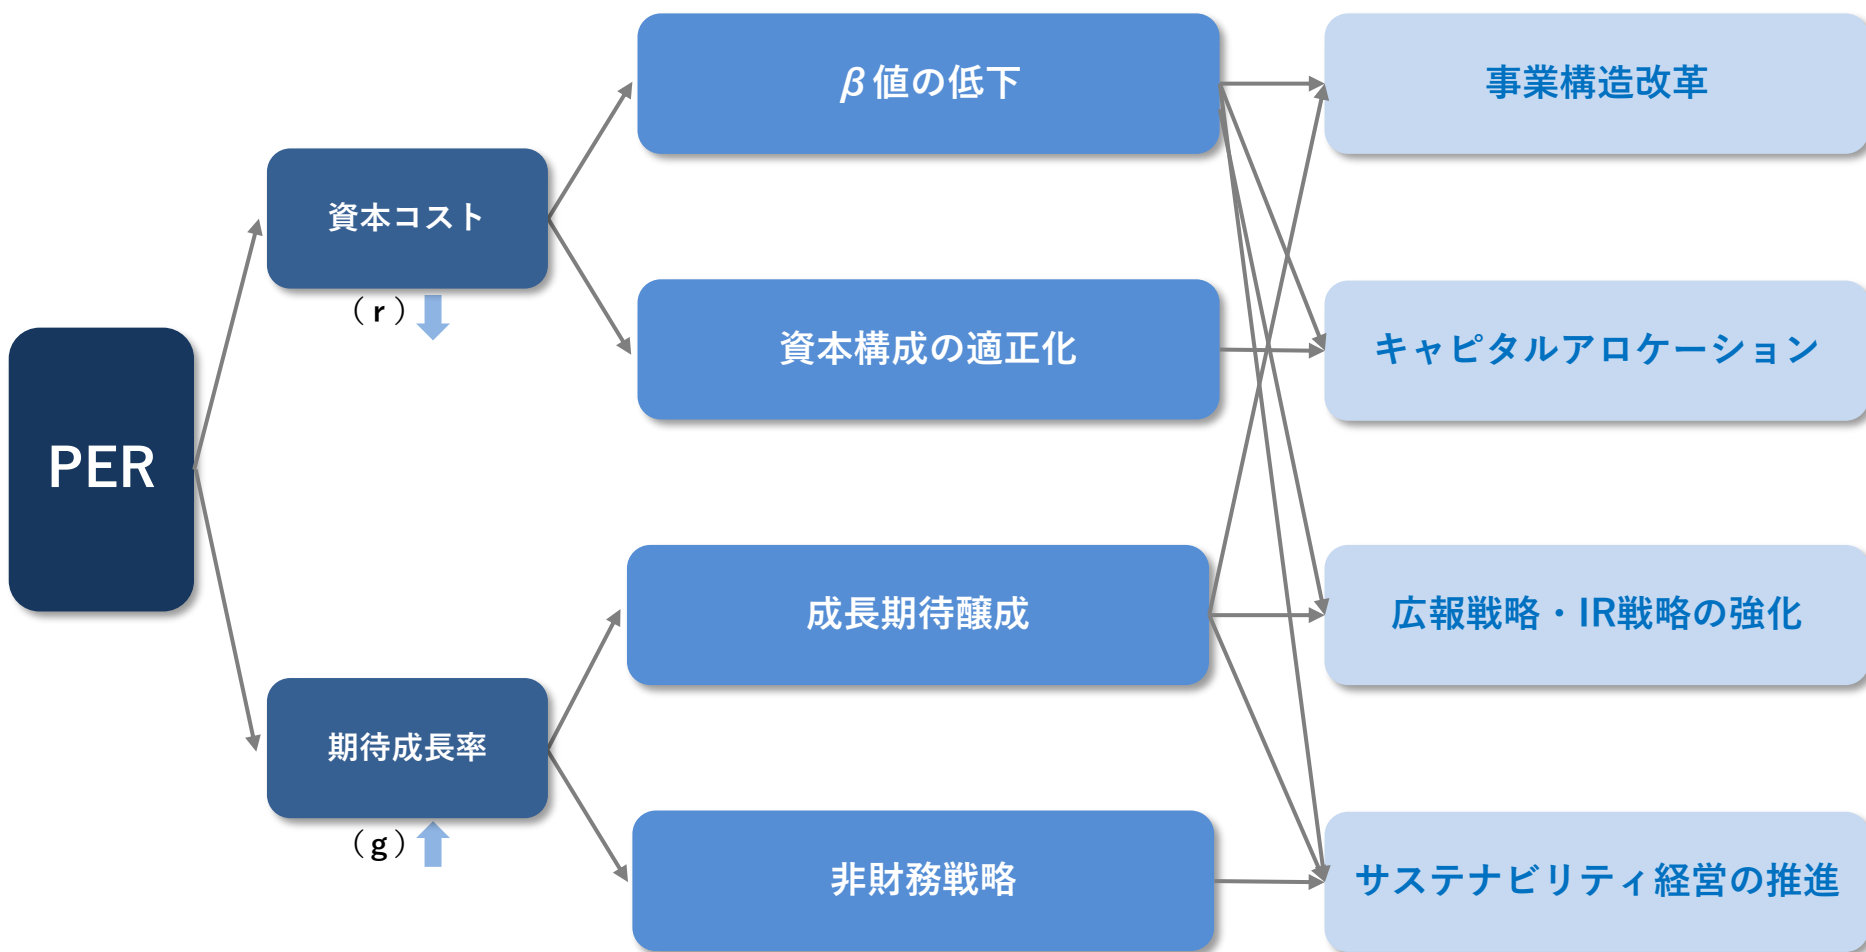 PER
資本コスト
（r）
期待成長率
（g）
β値の低下
資本構成の適正化
成長期待醸成
非財務戦略
事業構造改革
キャピタルアロケーション
広報戦略・IR戦略の強化
サステナビリティ経営の推進